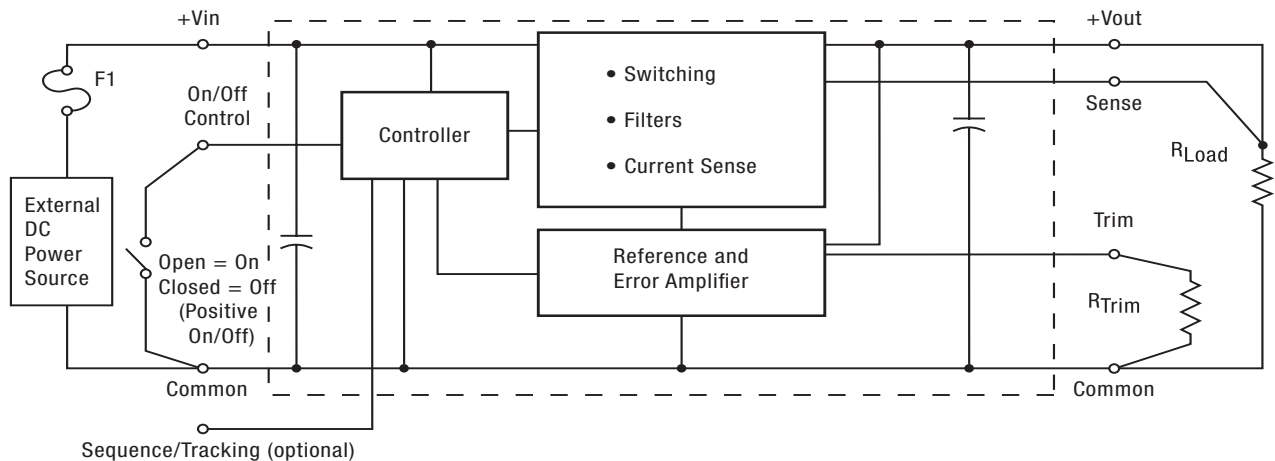 +Vin
+Vout
F1
On/Off
Control
• Switching
• Filters
• Current Sense
Controller
Sense
RLoad
External
DC
Power
Source
Open = On
Closed = Off
(Positive
On/Off)
Reference and
Error Amplifier
Trim
RTrim
Common
Common
Sequence/Tracking (optional)